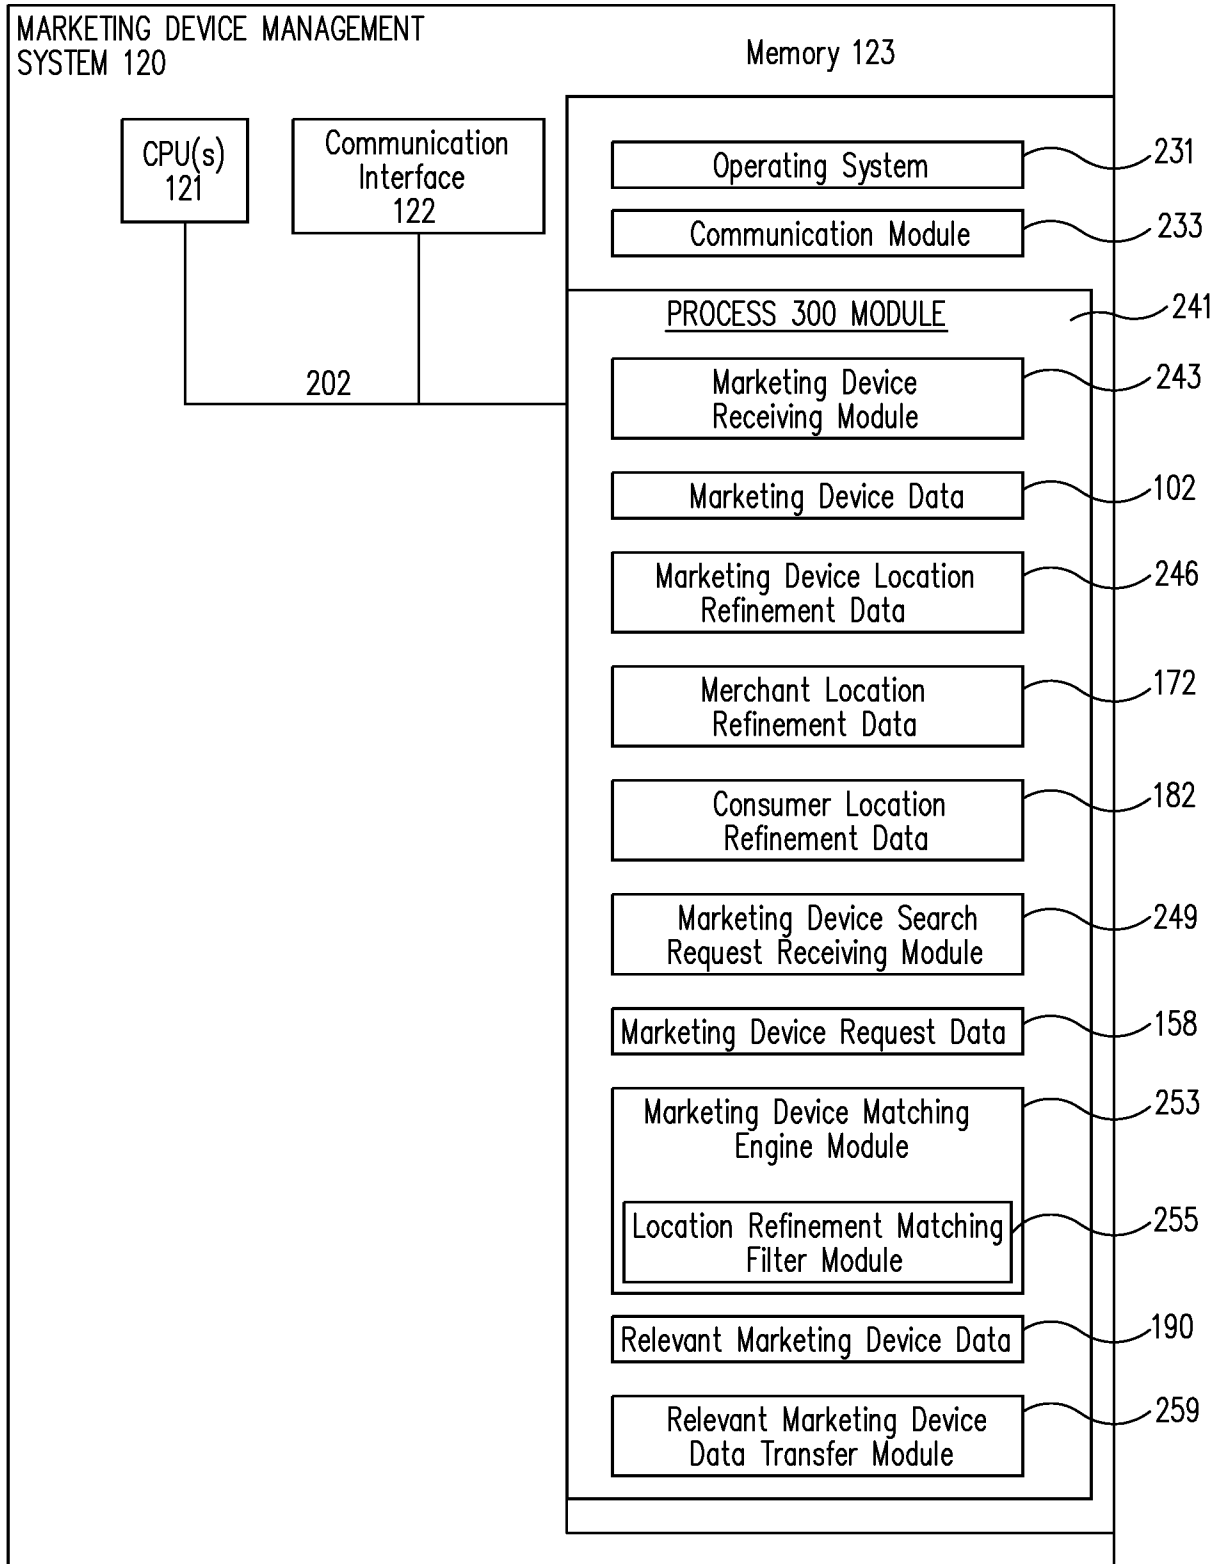 MARKETING DEVICE MANAGEMENT
SYSTEM 120
Memory 123
CPU(s)
121
Communication
Interface
122
202
Operating System
231
Communication Module
233
PROCESS 300 MODULE
241
Marketing Device
Receiving Module
243
Marketing Device Data
102
Marketing Device Location
Refinement Data
246
Merchant Location
Refinement Data
172
Consumer Location
Refinement Data
182
Marketing Device Search
Request Receiving Module
249
Marketing Device Request Data
158
Marketing Device Matching
Engine Module
253
Location Refinement Matching
Filter Module
255
Relevant Marketing Device Data
190
Relevant Marketing Device
Data Transfer Module
259